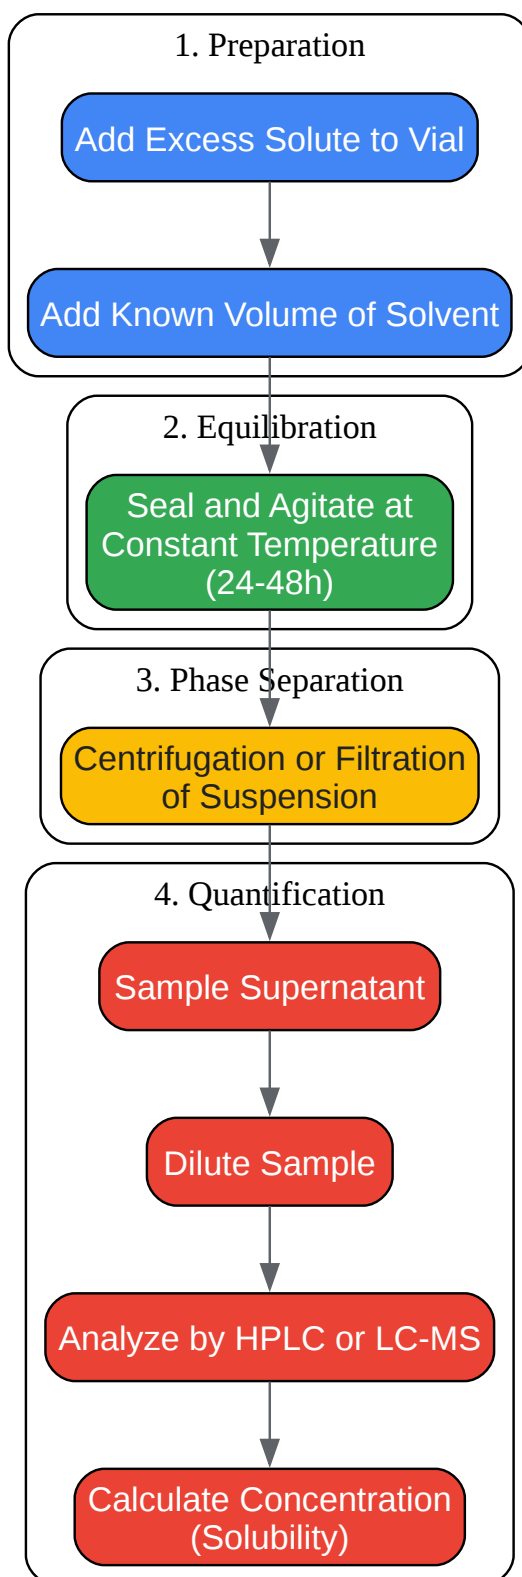 1. Preparation
Add Excess Solute to Vial
Add Known Volume of Solvent
2. Equilibration
Seal and Agitate at
Constant Temperature
(24-48h)
3. Phase Separation
Centrifugation or Filtration
of Suspension
4. Quantification
Sample Supernatant
Dilute Sample
Analyze by HPLC or LC-MS
Calculate Concentration
(Solubility)